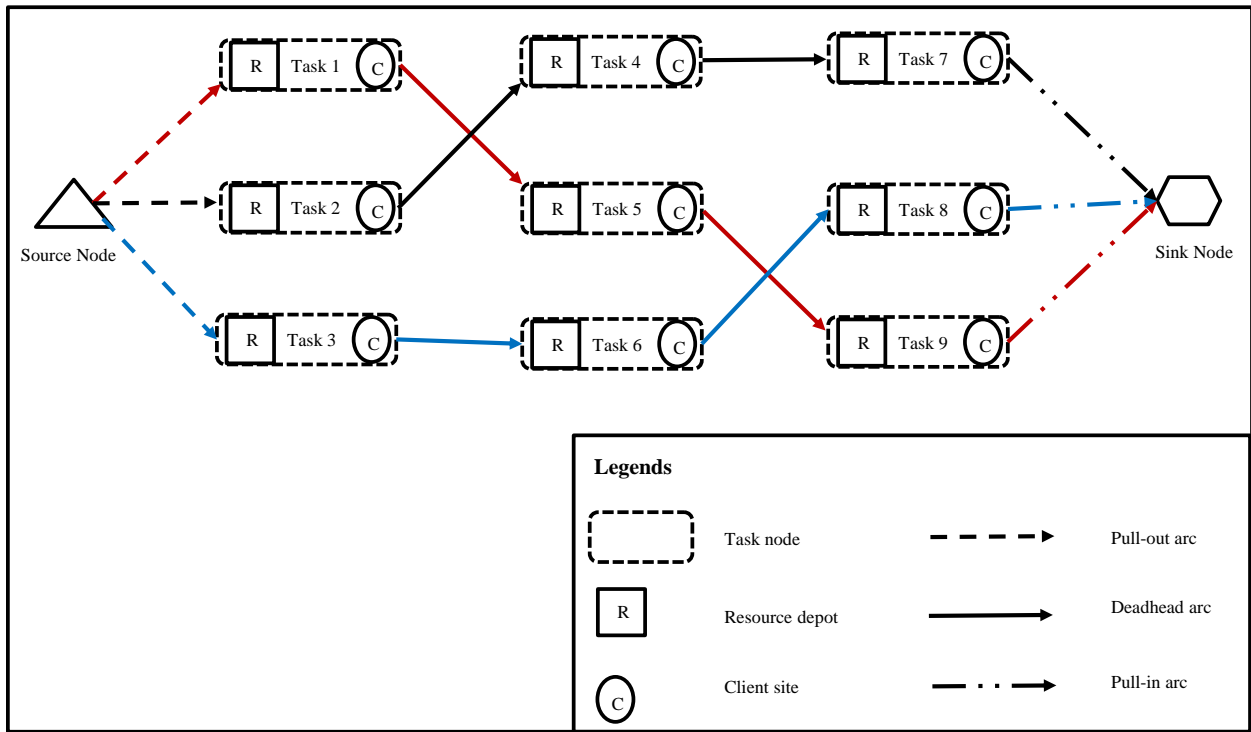 R Task 1 C
R Task 4 C
R Task 7 C
R Task 2 C
R Task 5 C
R Task 8 C
Source Node
Sink Node
R Task 3 C
R Task 6 C
R Task 9 C
Legends
Task node
Pull-out arc
R
Resource depot
Deadhead arc
C
Client site
Pull-in arc